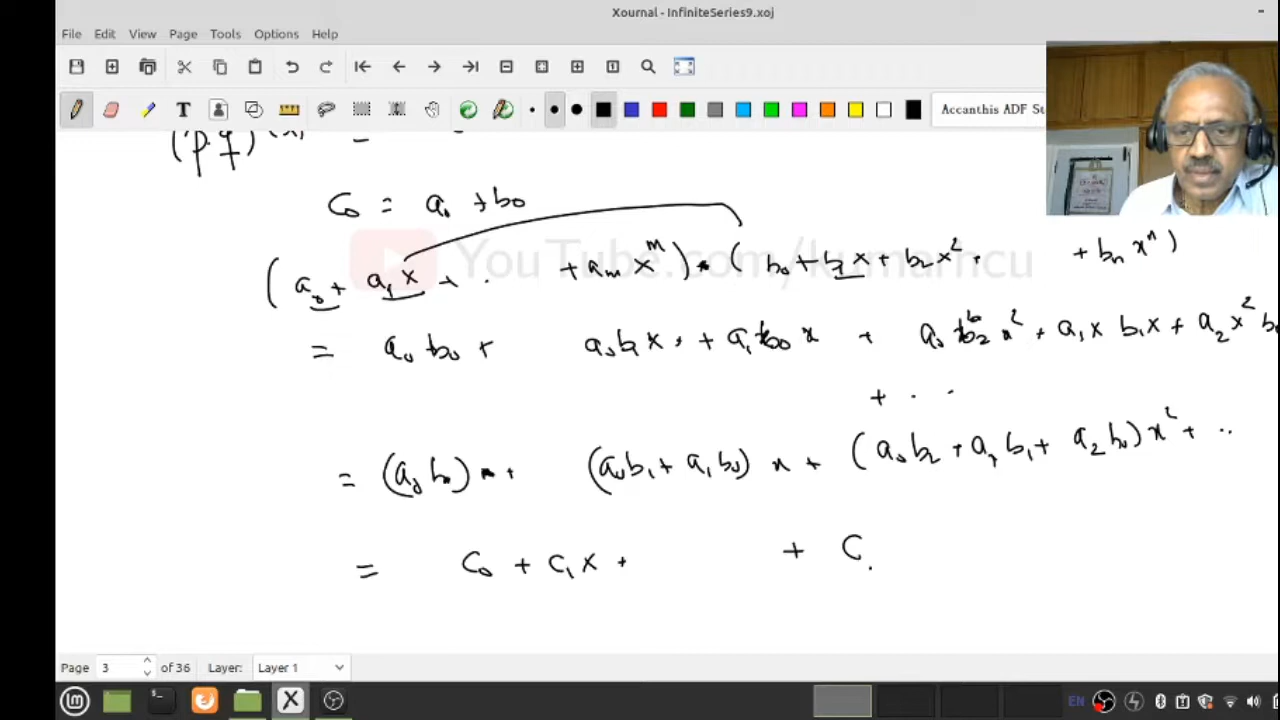 Xournal - InfiniteSeries9.xoj
File Edit View Page Tools Options Help
Accanthis ADF St
(p.q)(x) =
C₀ = a₀ + b₀
(a₀ + a₁x + . + aₘxᵐ) • (b₀ + b₁x + b₂x² . + bₙxⁿ)
= a₀b₀ + a₀b₁x . + a₁b₀x + a₀b₂x² + a₁x b₁x + a₂x²b₀
+ . .
= (a₀b₀) + (a₀b₁ + a₁b₀)x + (a₀b₂ + a₁b₁ + a₂b₀)x² + ..
= C₀ + C₁x + + C
YouTube.com/kumarhcu
Page 3 of 36 Layer: Layer 1
EN